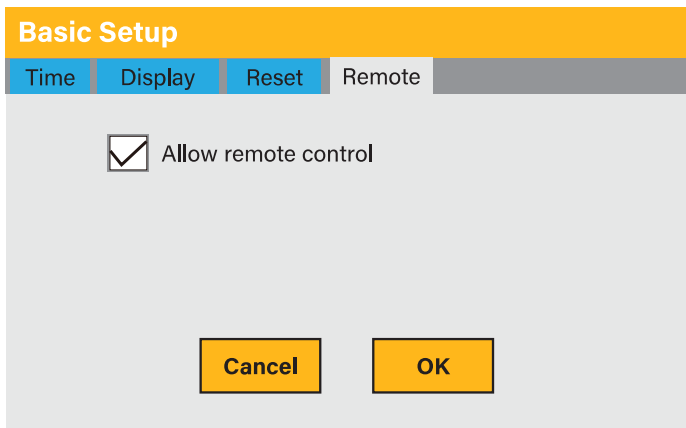 Basic Setup
Time Display Reset Remote
Allow remote control
Cancel OK